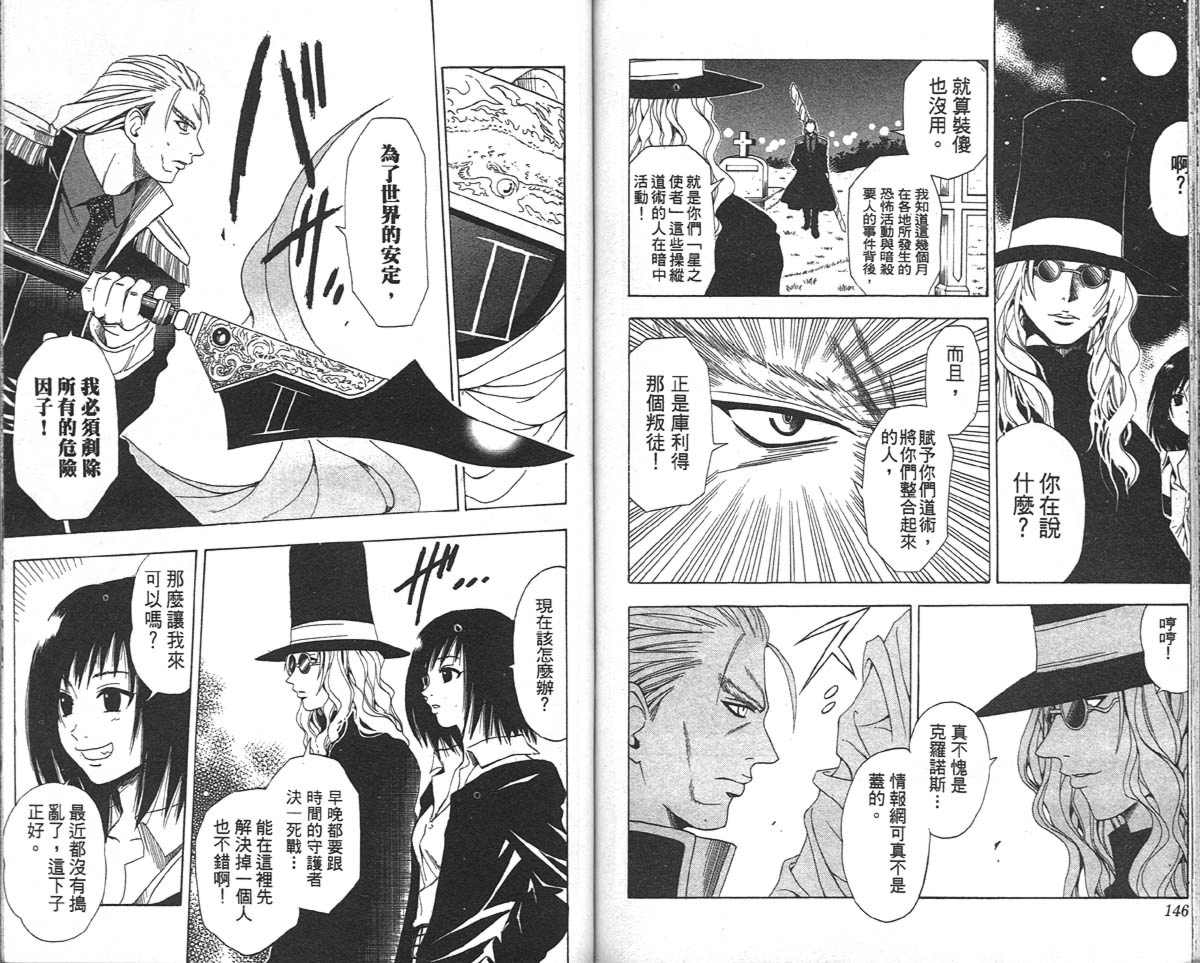 啊？
你在說
什麼？
就算裝傻
也沒用。
我知道這幾個月
在各地所發生的
恐怖活動與暗殺
要人的事件背後，
就是你們「星之
使者」這些操縱
道術的人在暗中
活動！
而且，
賦予你們道術，
將你們整合起來
的人，
正是庫利得
那個叛徒！
哼哼！
真不愧是
克羅諾斯…
情報網可真不是
蓋的。
146
為了世界的安定，
我必須剷除
所有的危險
因子！
現在該怎麼辦？
早晚都要跟
時間的守護者
決一死戰…
能在這裡先
解決掉一個人
也不錯啊！
那麼讓我來
可以嗎？
最近都沒有搗
亂了，這下子
正好。